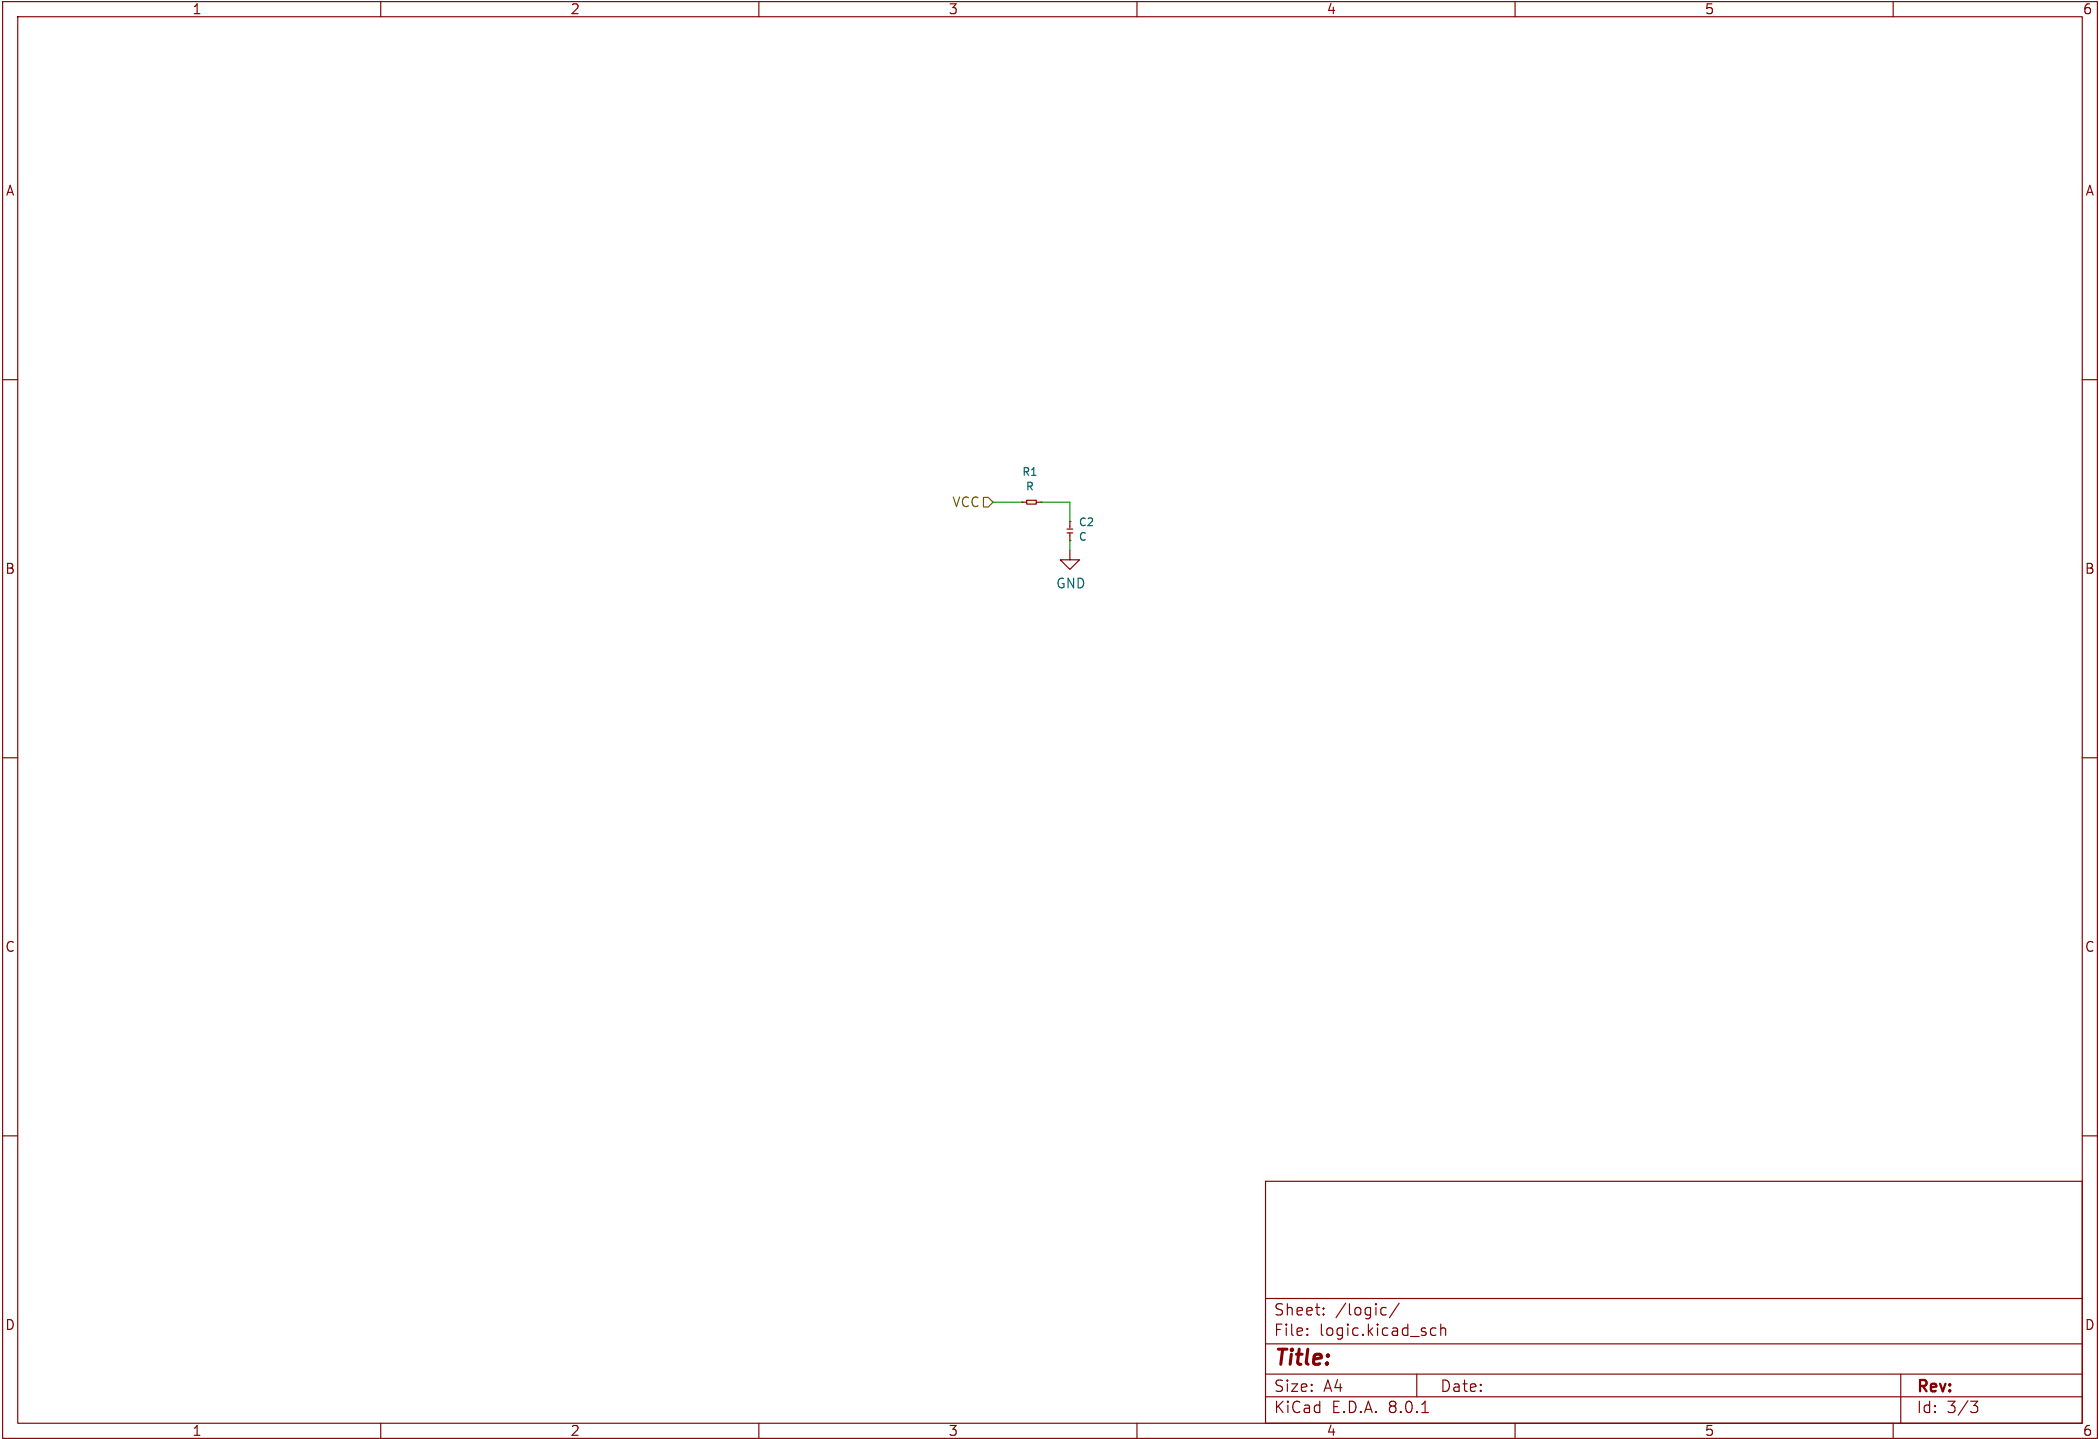 1 2 3 4 5 6
A A
R1
R
VCC
C2
C
GND
B B
C C
Sheet: /logic/
File: logic.kicad_sch
D D
Title:
Size: A4 Date: Rev:
KiCad E.D.A. 8.0.1 Id: 3/3
1 2 3 4 5 6